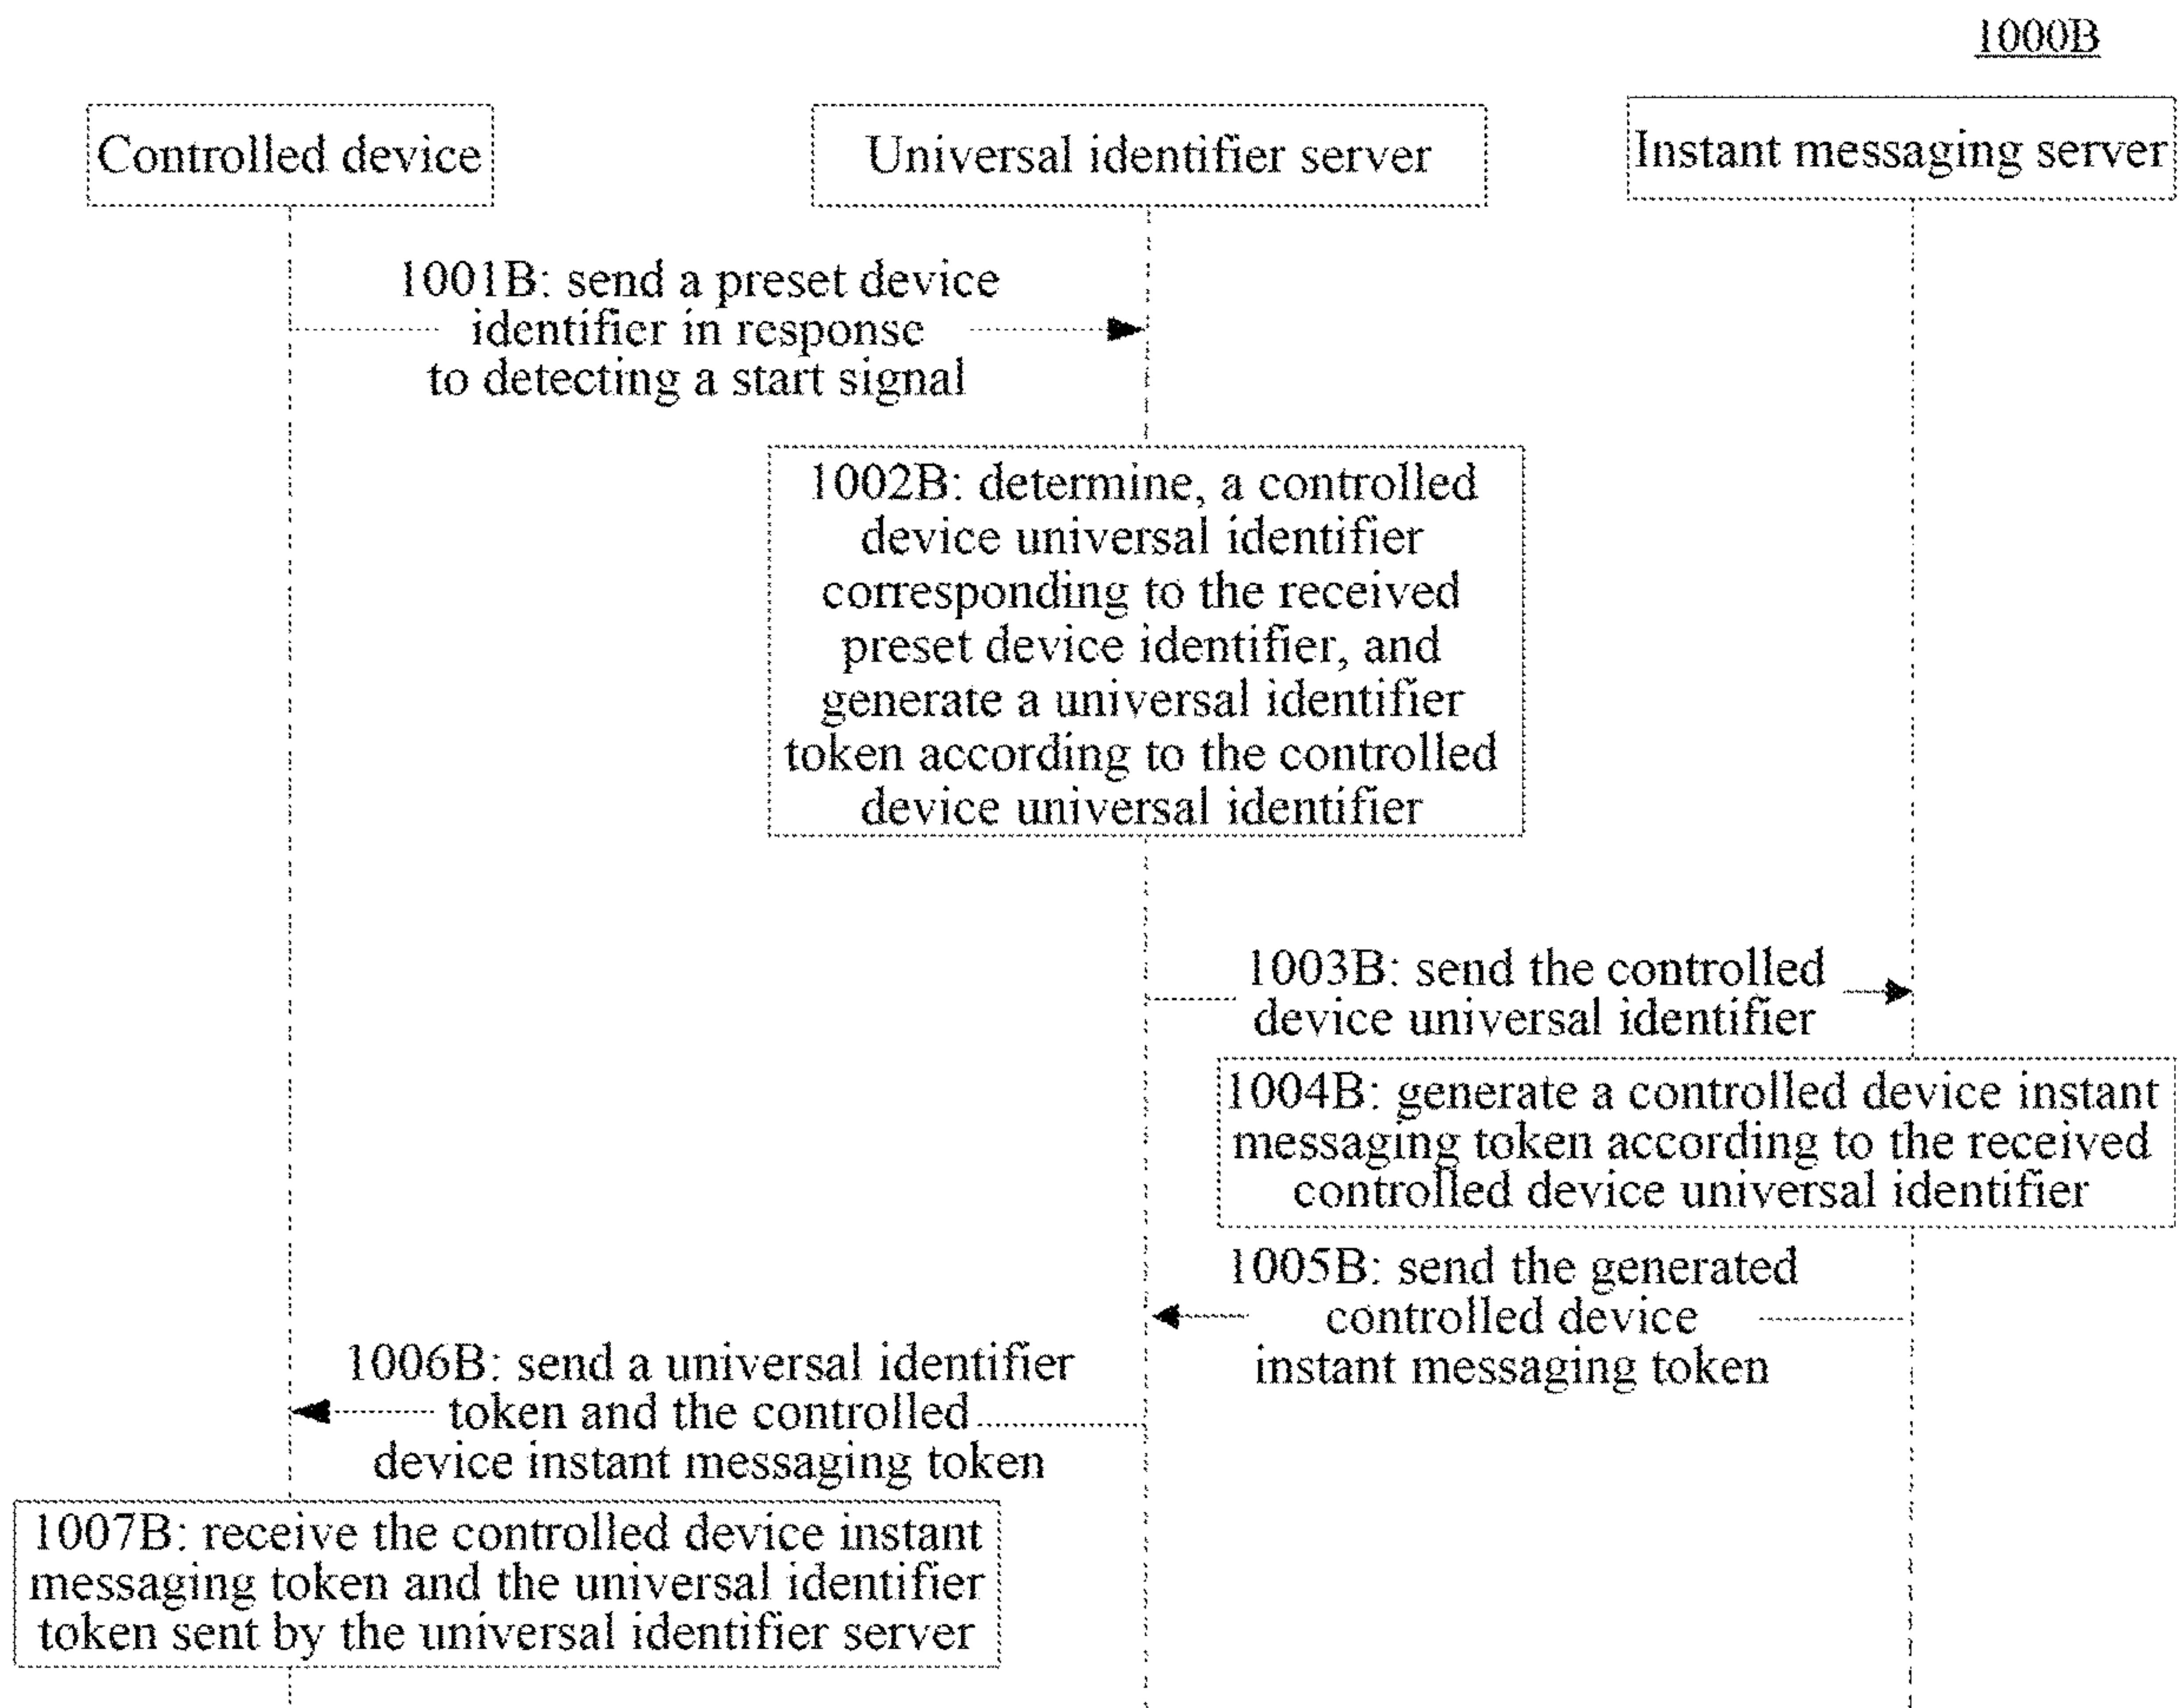 1000B
Controlled device
Universal identifier server
Instant messaging server
1001B: send a preset device
identifier in response
to detecting a start signal
1002B: determine, a controlled
device universal identifier
corresponding to the received
preset device identifier, and
generate a universal identifier
token according to the controlled
device universal identifier
1003B: send the controlled
device universal identifier
1004B: generate a controlled device instant
messaging token according to the received
controlled device universal identifier
1005B: send the generated
controlled device
instant messaging token
1006B: send a universal identifier
token and the controlled
device instant messaging token
1007B: receive the controlled device instant
messaging token and the universal identifier
token sent by the universal identifier server